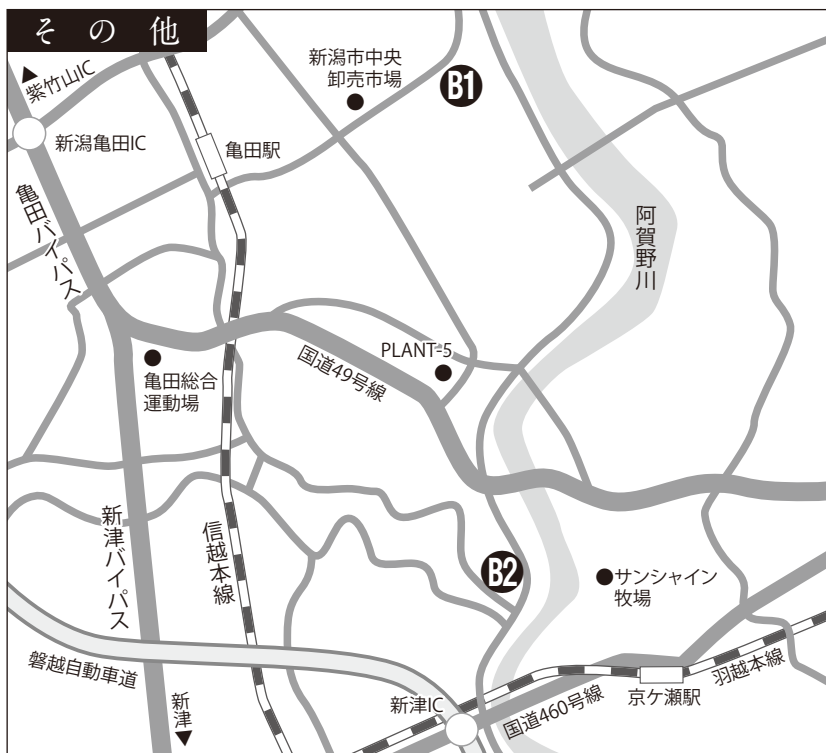 その他
紫竹山IC
新潟亀田IC
亀田駅
新潟市中央
卸売市場
B1
亀田バイパス
阿賀野川
PLANT-5
国道49号線
亀田総合
運動場
新津バイパス
信越本線
B2
サンシャイン
牧場
磐越自動車道
新津
新津IC
国道460号線
京ケ瀬駅
羽越本線